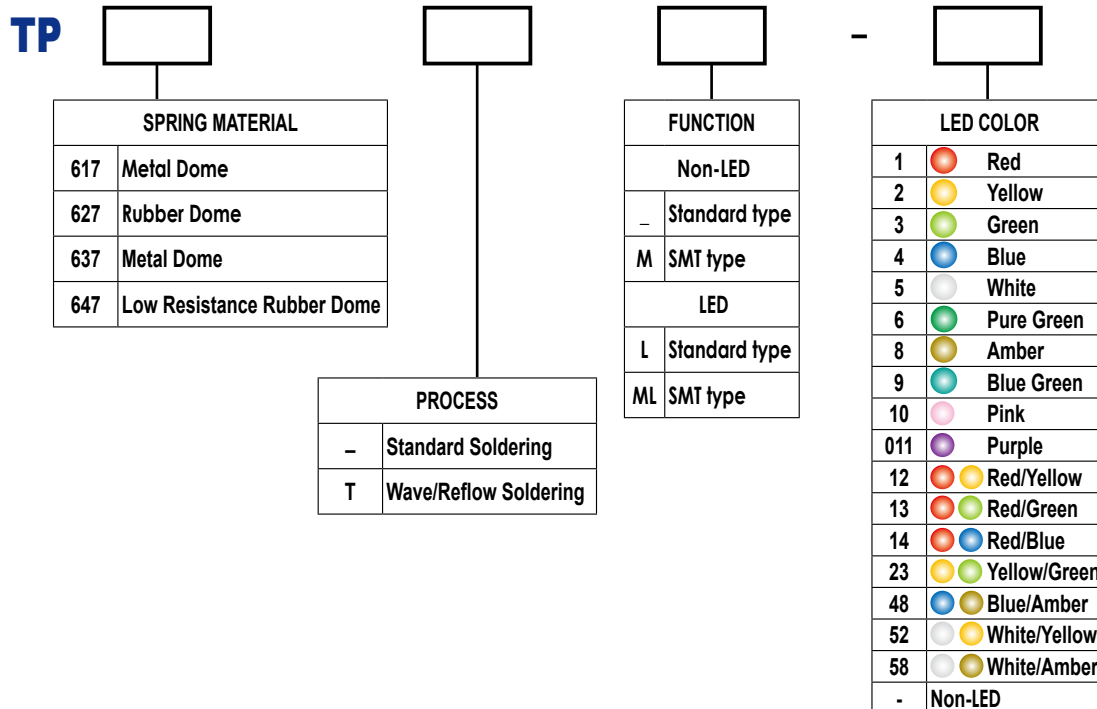 TP –
SPRING MATERIAL
617 Metal Dome
627 Rubber Dome
637 Metal Dome
647 Low Resistance Rubber Dome
PROCESS
– Standard Soldering
T Wave/Reflow Soldering
FUNCTION
Non-LED
_ Standard type
M SMT type
LED
L Standard type
ML SMT type
LED COLOR
1 Red
2 Yellow
3 Green
4 Blue
5 White
6 Pure Green
8 Amber
9 Blue Green
10 Pink
011 Purple
12 Red/Yellow
13 Red/Green
14 Red/Blue
23 Yellow/Green
48 Blue/Amber
52 White/Yellow
58 White/Amber
- Non-LED